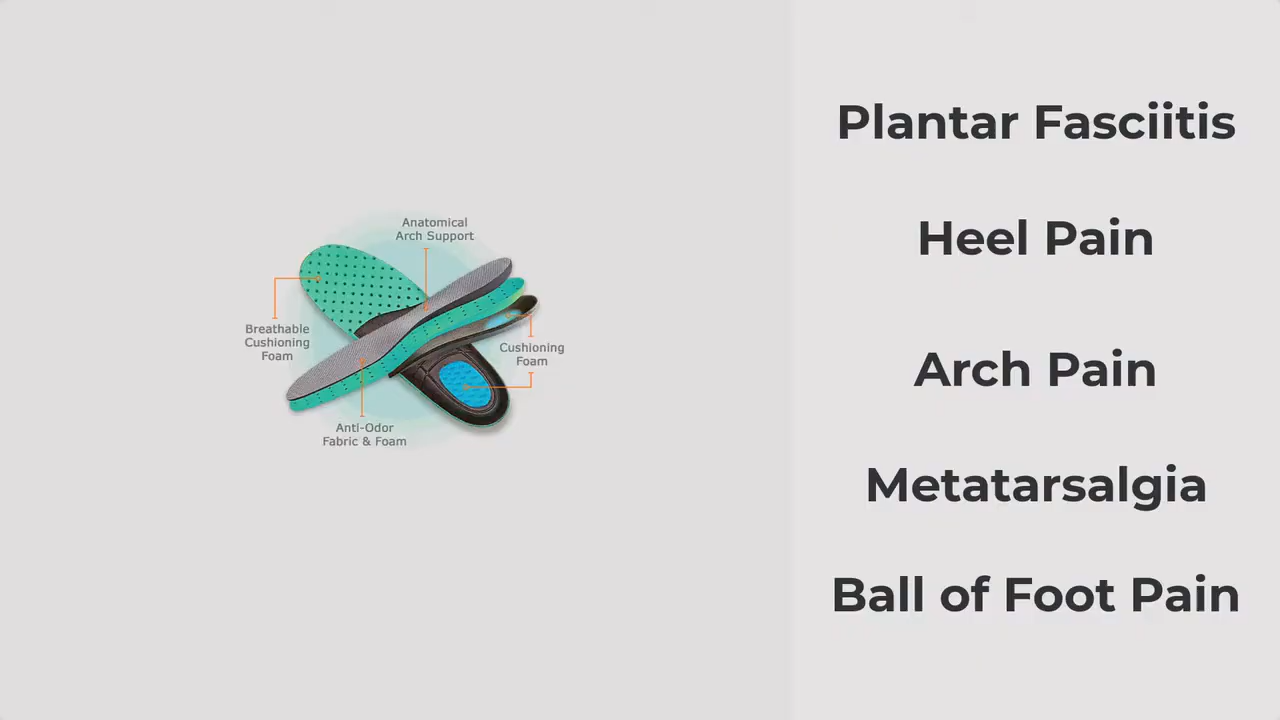 Anatomical
Arch Support
Breathable
Cushioning
Foam
Cushioning
Foam
Anti-Odor
Fabric & Foam
Plantar Fasciitis
Heel Pain
Arch Pain
Metatarsalgia
Ball of Foot Pain